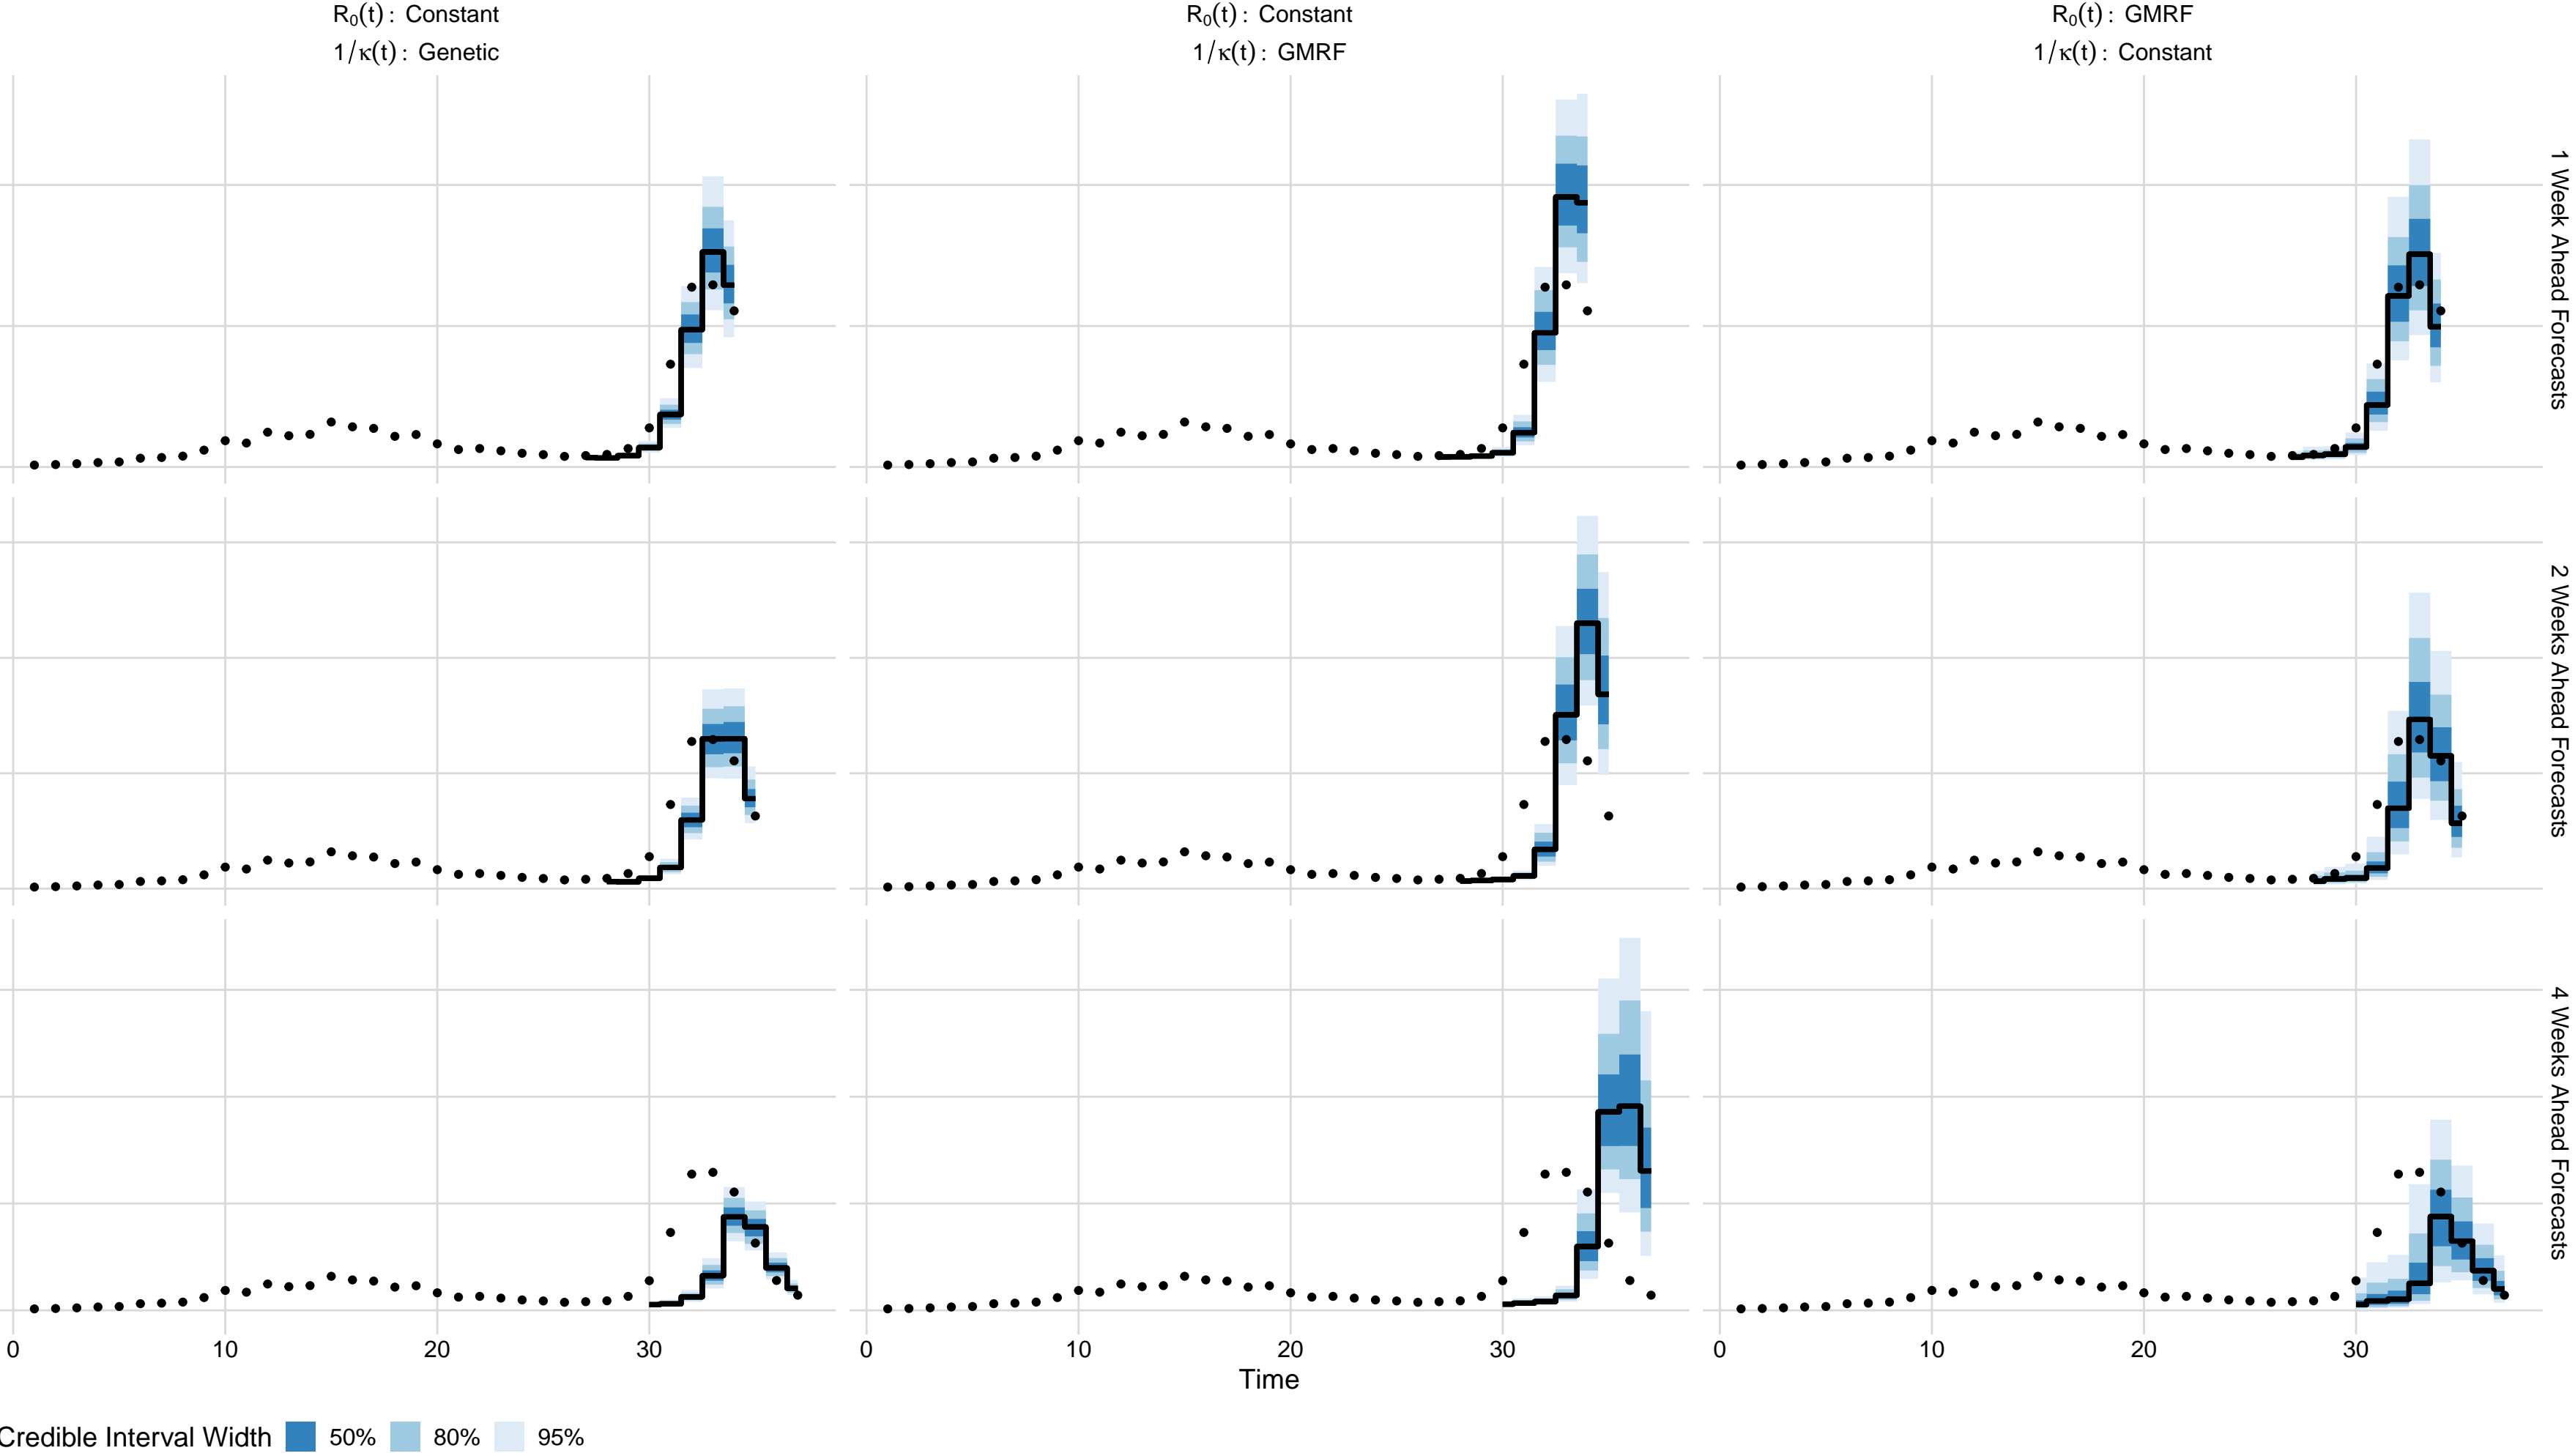 R₀(t) : Constant
1/κ(t) : Genetic
R₀(t) : Constant
1/κ(t) : GMRF
R₀(t) : GMRF
1/κ(t) : Constant
1 Week Ahead Forecasts
2 Weeks Ahead Forecasts
4 Weeks Ahead Forecasts
0 10 20 30 0 10 20 30 0 10 20 30
Time
Credible Interval Width 50% 80% 95%